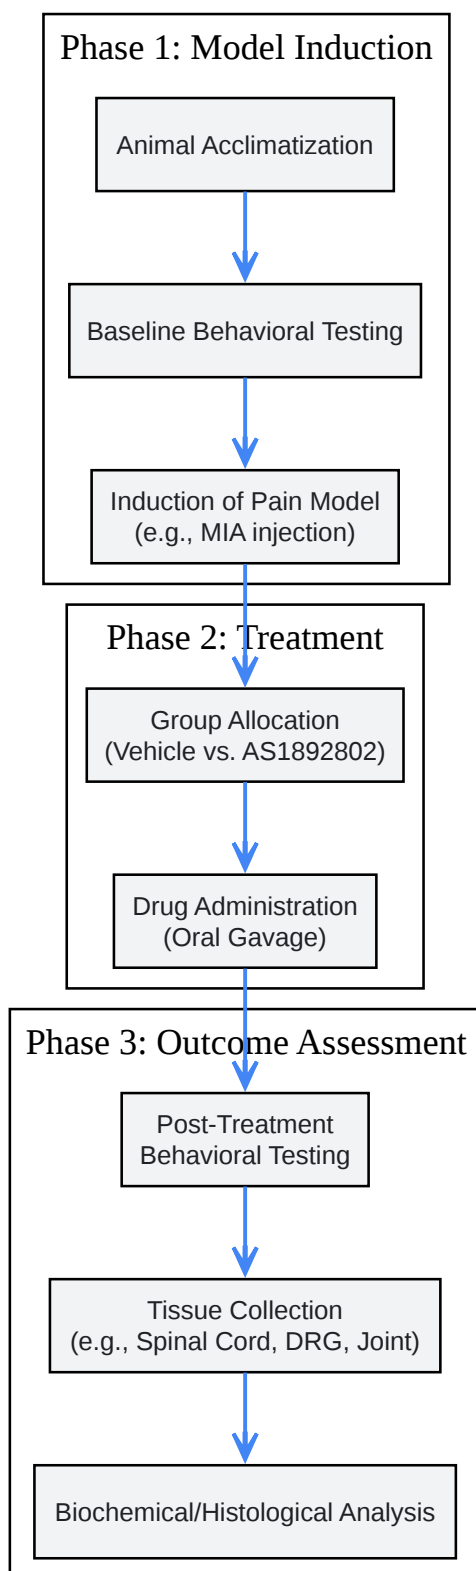 Phase 1: Model Induction
Animal Acclimatization
Baseline Behavioral Testing
Induction of Pain Model
(e.g., MIA injection)
Phase 2: Treatment
Group Allocation
(Vehicle vs. AS1892802)
Drug Administration
(Oral Gavage)
Phase 3: Outcome Assessment
Post-Treatment
Behavioral Testing
Tissue Collection
(e.g., Spinal Cord, DRG, Joint)
Biochemical/Histological Analysis